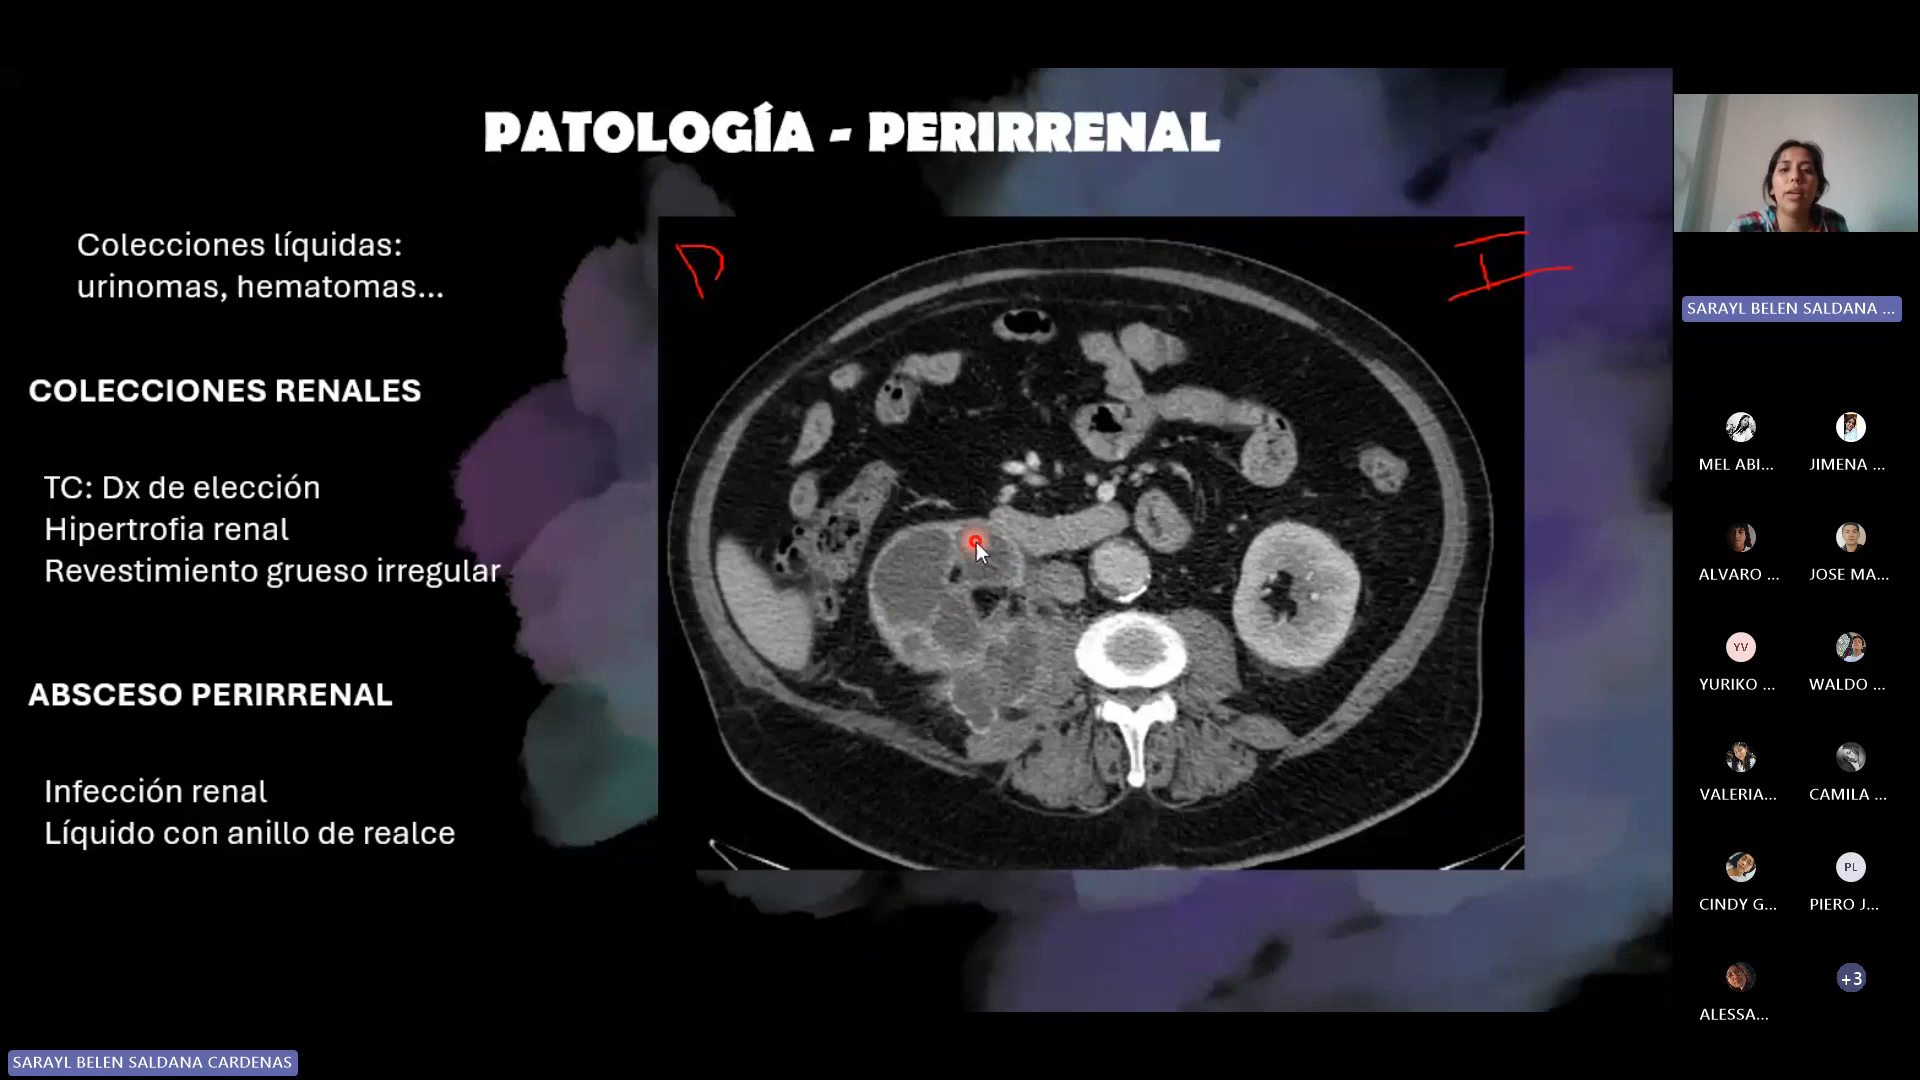 PATOLOGÍA - PERIRRENAL
Colecciones líquidas:
urinomas, hematomas...
COLECCIONES RENALES
TC: Dx de elección
Hipertrofia renal
Revestimiento grueso irregular
ABSCESO PERIRRENAL
Infección renal
Líquido con anillo de realce
D
I
SARAYL BELEN SALDANA ...
MEL ABI...
JIMENA ...
ALVARO ...
JOSE MA...
YV
YURIKO ...
WALDO ...
VALERIA...
CAMILA ...
CINDY G...
PL
PIERO J...
ALESSA...
+3
SARAYL BELEN SALDANA CARDENAS